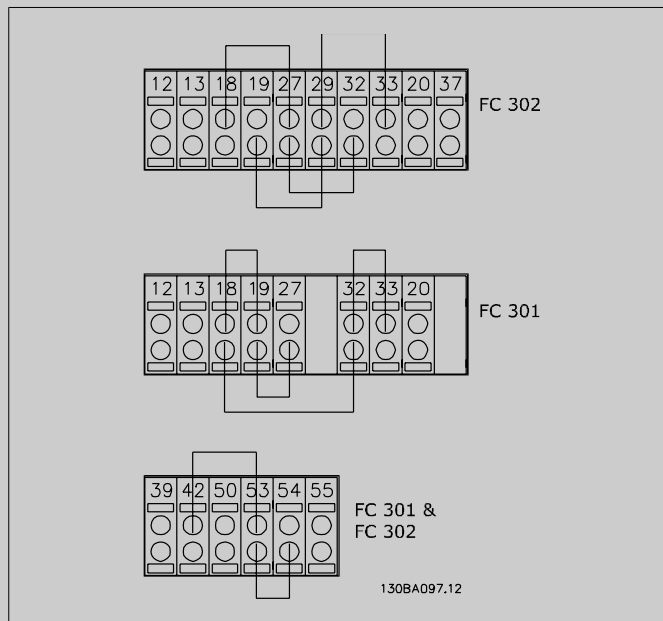 12 13 18 19 27 29 32 33 20 37
FC 302
12 13 18 19 27 32 33 20
FC 301
39 42 50 53 54 55
FC 301 &
FC 302
130BA097.12